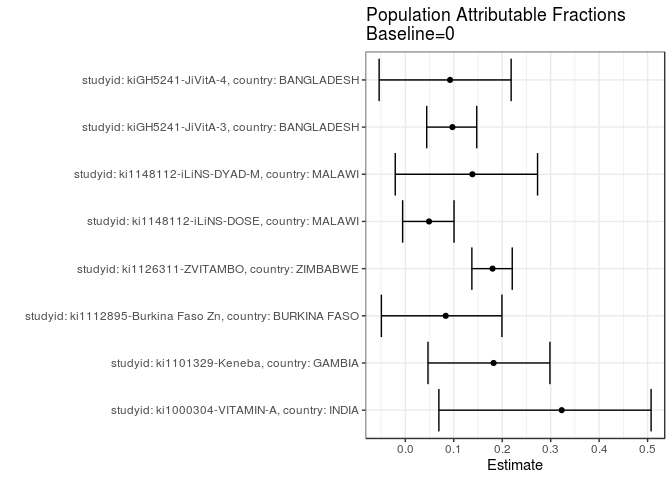 Population Attributable Fractions
Baseline=0
studyid: kiGH5241-JiVitA-4, country: BANGLADESH
studyid: kiGH5241-JiVitA-3, country: BANGLADESH
studyid: ki1148112-iLiNS-DYAD-M, country: MALAWI
studyid: ki1148112-iLiNS-DOSE, country: MALAWI
studyid: ki1126311-ZVITAMBO, country: ZIMBABWE
studyid: ki1112895-Burkina Faso Zn, country: BURKINA FASO
studyid: ki1101329-Keneba, country: GAMBIA
studyid: ki1000304-VITAMIN-A, country: INDIA
0.0 0.1 0.2 0.3 0.4 0.5
Estimate